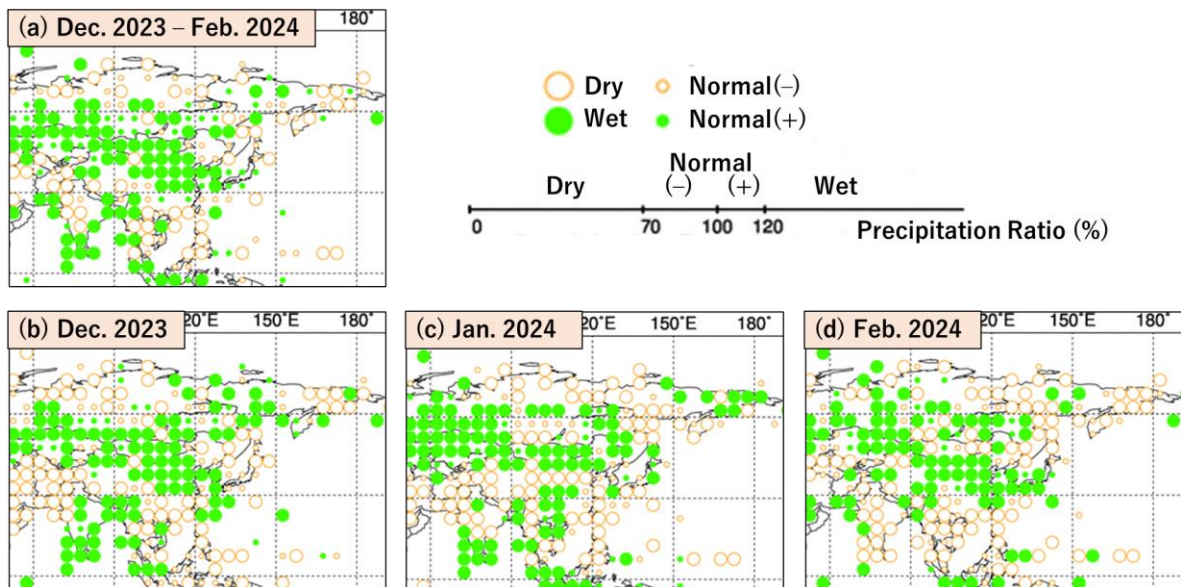 (a) Dec. 2023 – Feb. 2024
180°
Dry Normal(−)
Wet Normal(+)
Normal
Dry (−) (+) Wet
0 70 100 120
Precipitation Ratio (%)
(b) Dec. 2023
20°E 150°E 180°
(c) Jan. 2024
20°E 150°E 180°
(d) Feb. 2024
20°E 150°E 180°